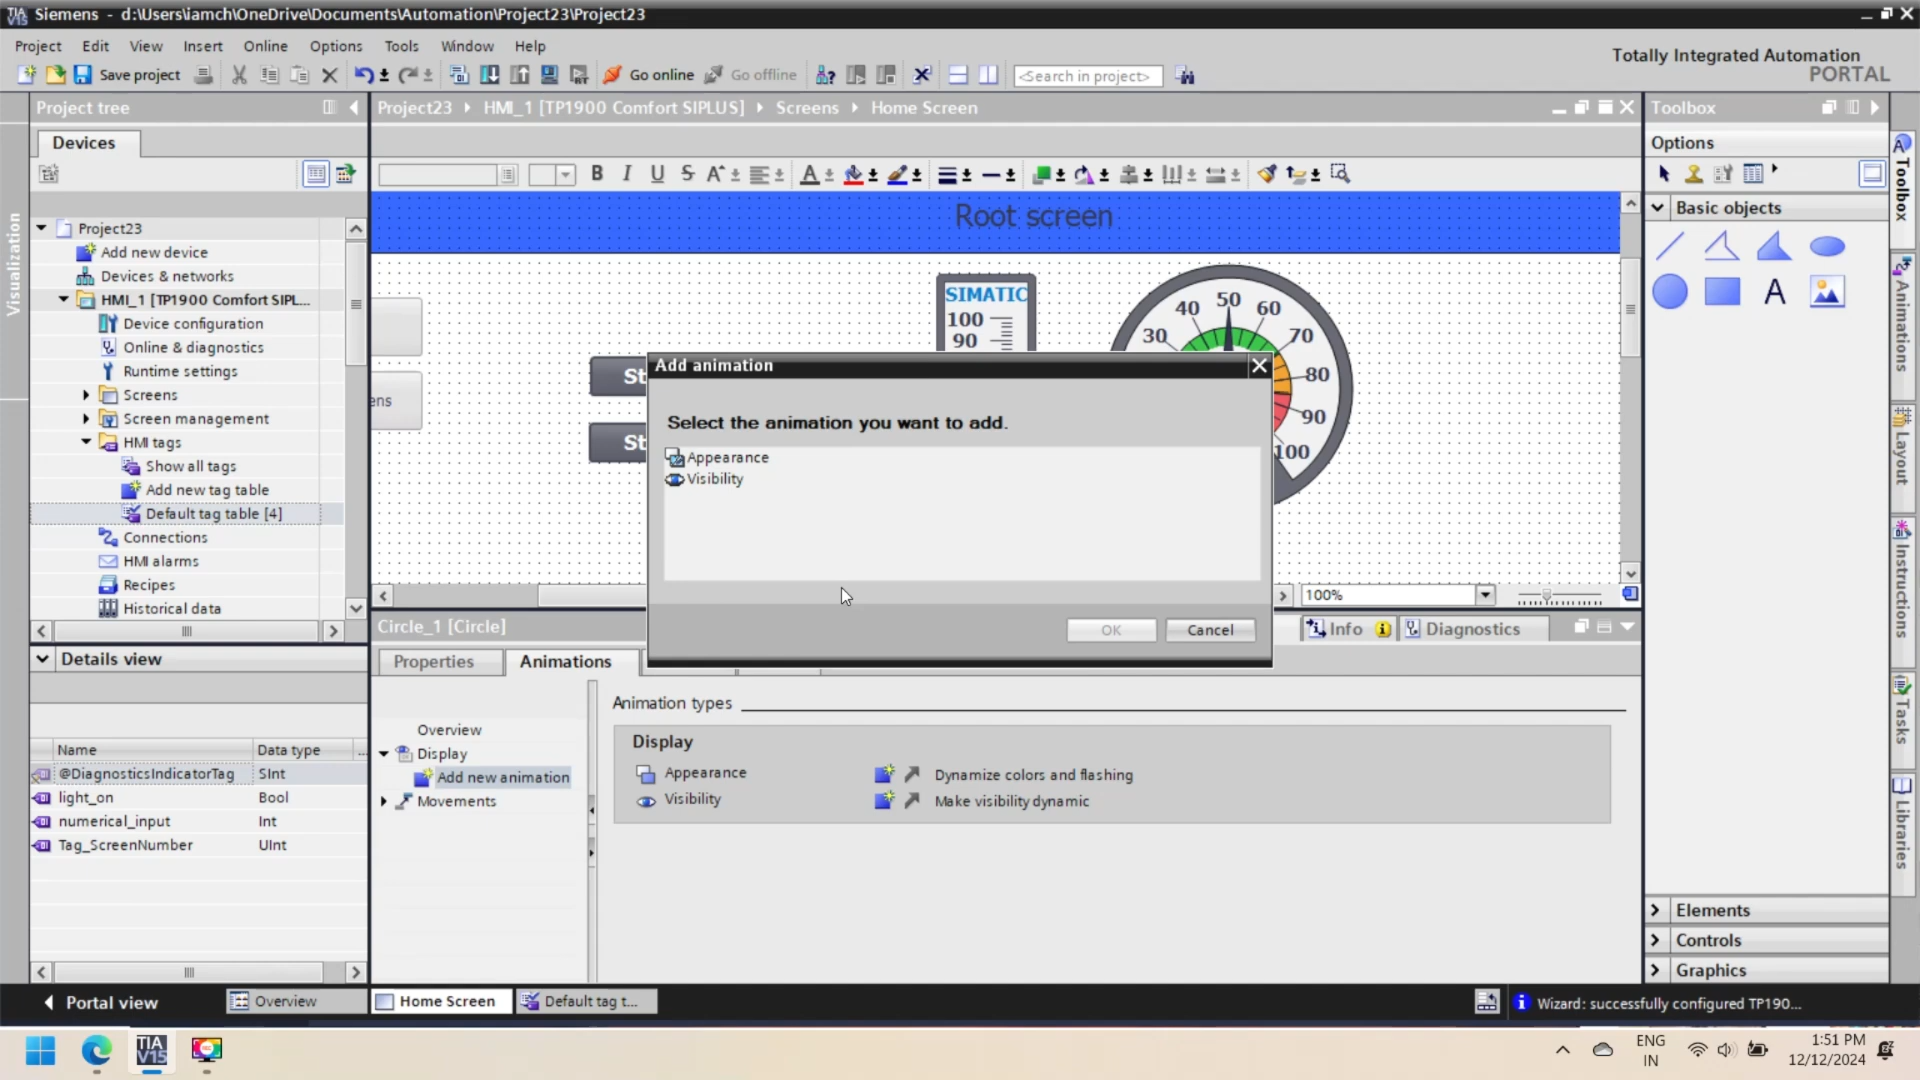 Siemens - d:\Users\iamch\OneDrive\Documents\Automation\Project23\Project23
Project Edit View Insert Online Options Tools Window Help
Totally Integrated Automation
PORTAL
Save project
Go online
Go offline
<Search in project>
Project tree
Project23 HMI_1 [TP1900 Comfort SIPLUS] Screens Home Screen
Toolbox
Devices
Options
B I U S A
Visualization
Root screen
Basic objects
Project23
Add new device
Devices & networks
HMI_1 [TP1900 Comfort SIPL...
Device configuration
Online & diagnostics
Runtime settings
Screens
Screen management
HMI tags
Show all tags
Add new tag table
Default tag table [4]
Connections
HMI alarms
Recipes
Historical data
ens
St
St
SIMATIC
100
90
30
40
50
60
70
80
90
100
Add animation
Select the animation you want to add.
Appearance
Visibility
OK
Cancel
100%
A
Toolbox
Animations
Layout
Instructions
Tasks
Libraries
Circle_1 [Circle]
Info
Diagnostics
Properties
Animations
Details view
Overview
Display
Add new animation
Movements
Animation types
Display
Appearance
Dynamize colors and flashing
Visibility
Make visibility dynamic
Name Data type ...
@DiagnosticsIndicatorTag SInt
light_on Bool
numerical_input Int
Tag_ScreenNumber UInt
Elements
Controls
Graphics
Portal view
Overview
Home Screen
Default tag t...
Wizard: successfully configured TP190...
TIA
V15
ENG
IN
1:51 PM
12/12/2024